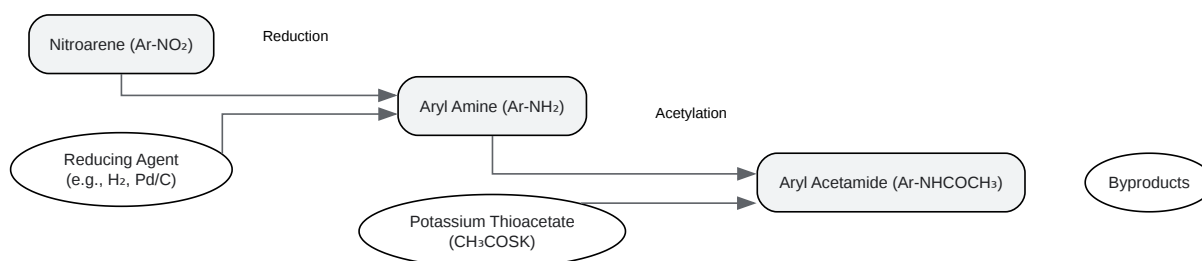 Nitroarene (Ar-NO₂)
Reduction
Aryl Amine (Ar-NH₂)
Acetylation
Reducing Agent
(e.g., H₂, Pd/C)
Aryl Acetamide (Ar-NHCOCH₃)
Byproducts
Potassium Thioacetate
(CH₃COSK)